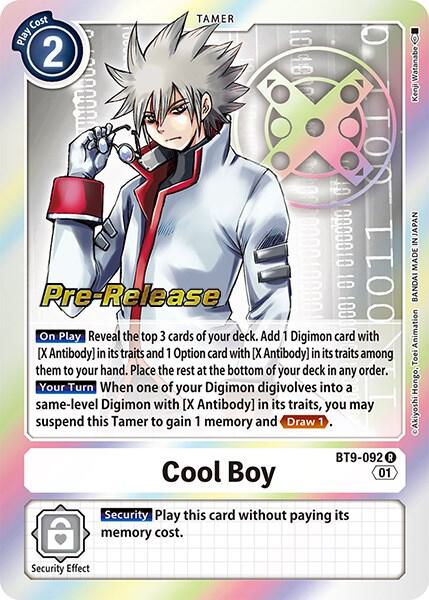 TAMER
Play Cost
2
Kenji Watanabe
Pre-Release
On Play Reveal the top 3 cards of your deck. Add 1 Digimon card with
[X Antibody] in its traits and 1 Option card with [X Antibody] in its traits among
them to your hand. Place the rest at the bottom of your deck in any order.
Your Turn When one of your Digimon digivolves into a
same-level Digimon with [X Antibody] in its traits, you may
suspend this Tamer to gain 1 memory and Draw 1.
©Akiyoshi Hongo, Toei Animation BANDAI MADE IN JAPAN
BT9-092 R
Cool Boy
01
Security Play this card without paying its
memory cost.
Security Effect